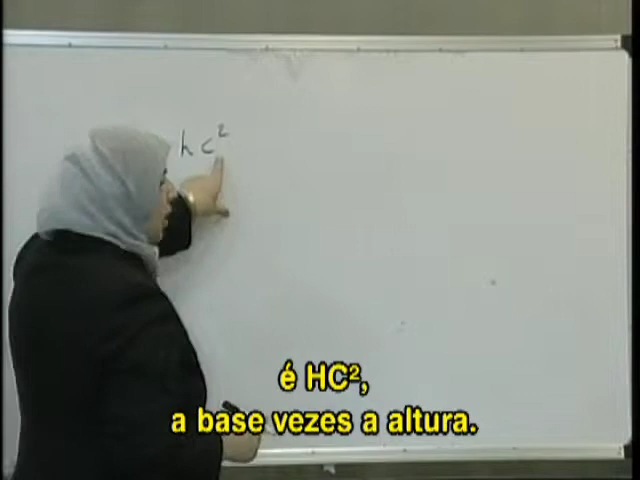 hc²
é HC²,
a base vezes a altura.